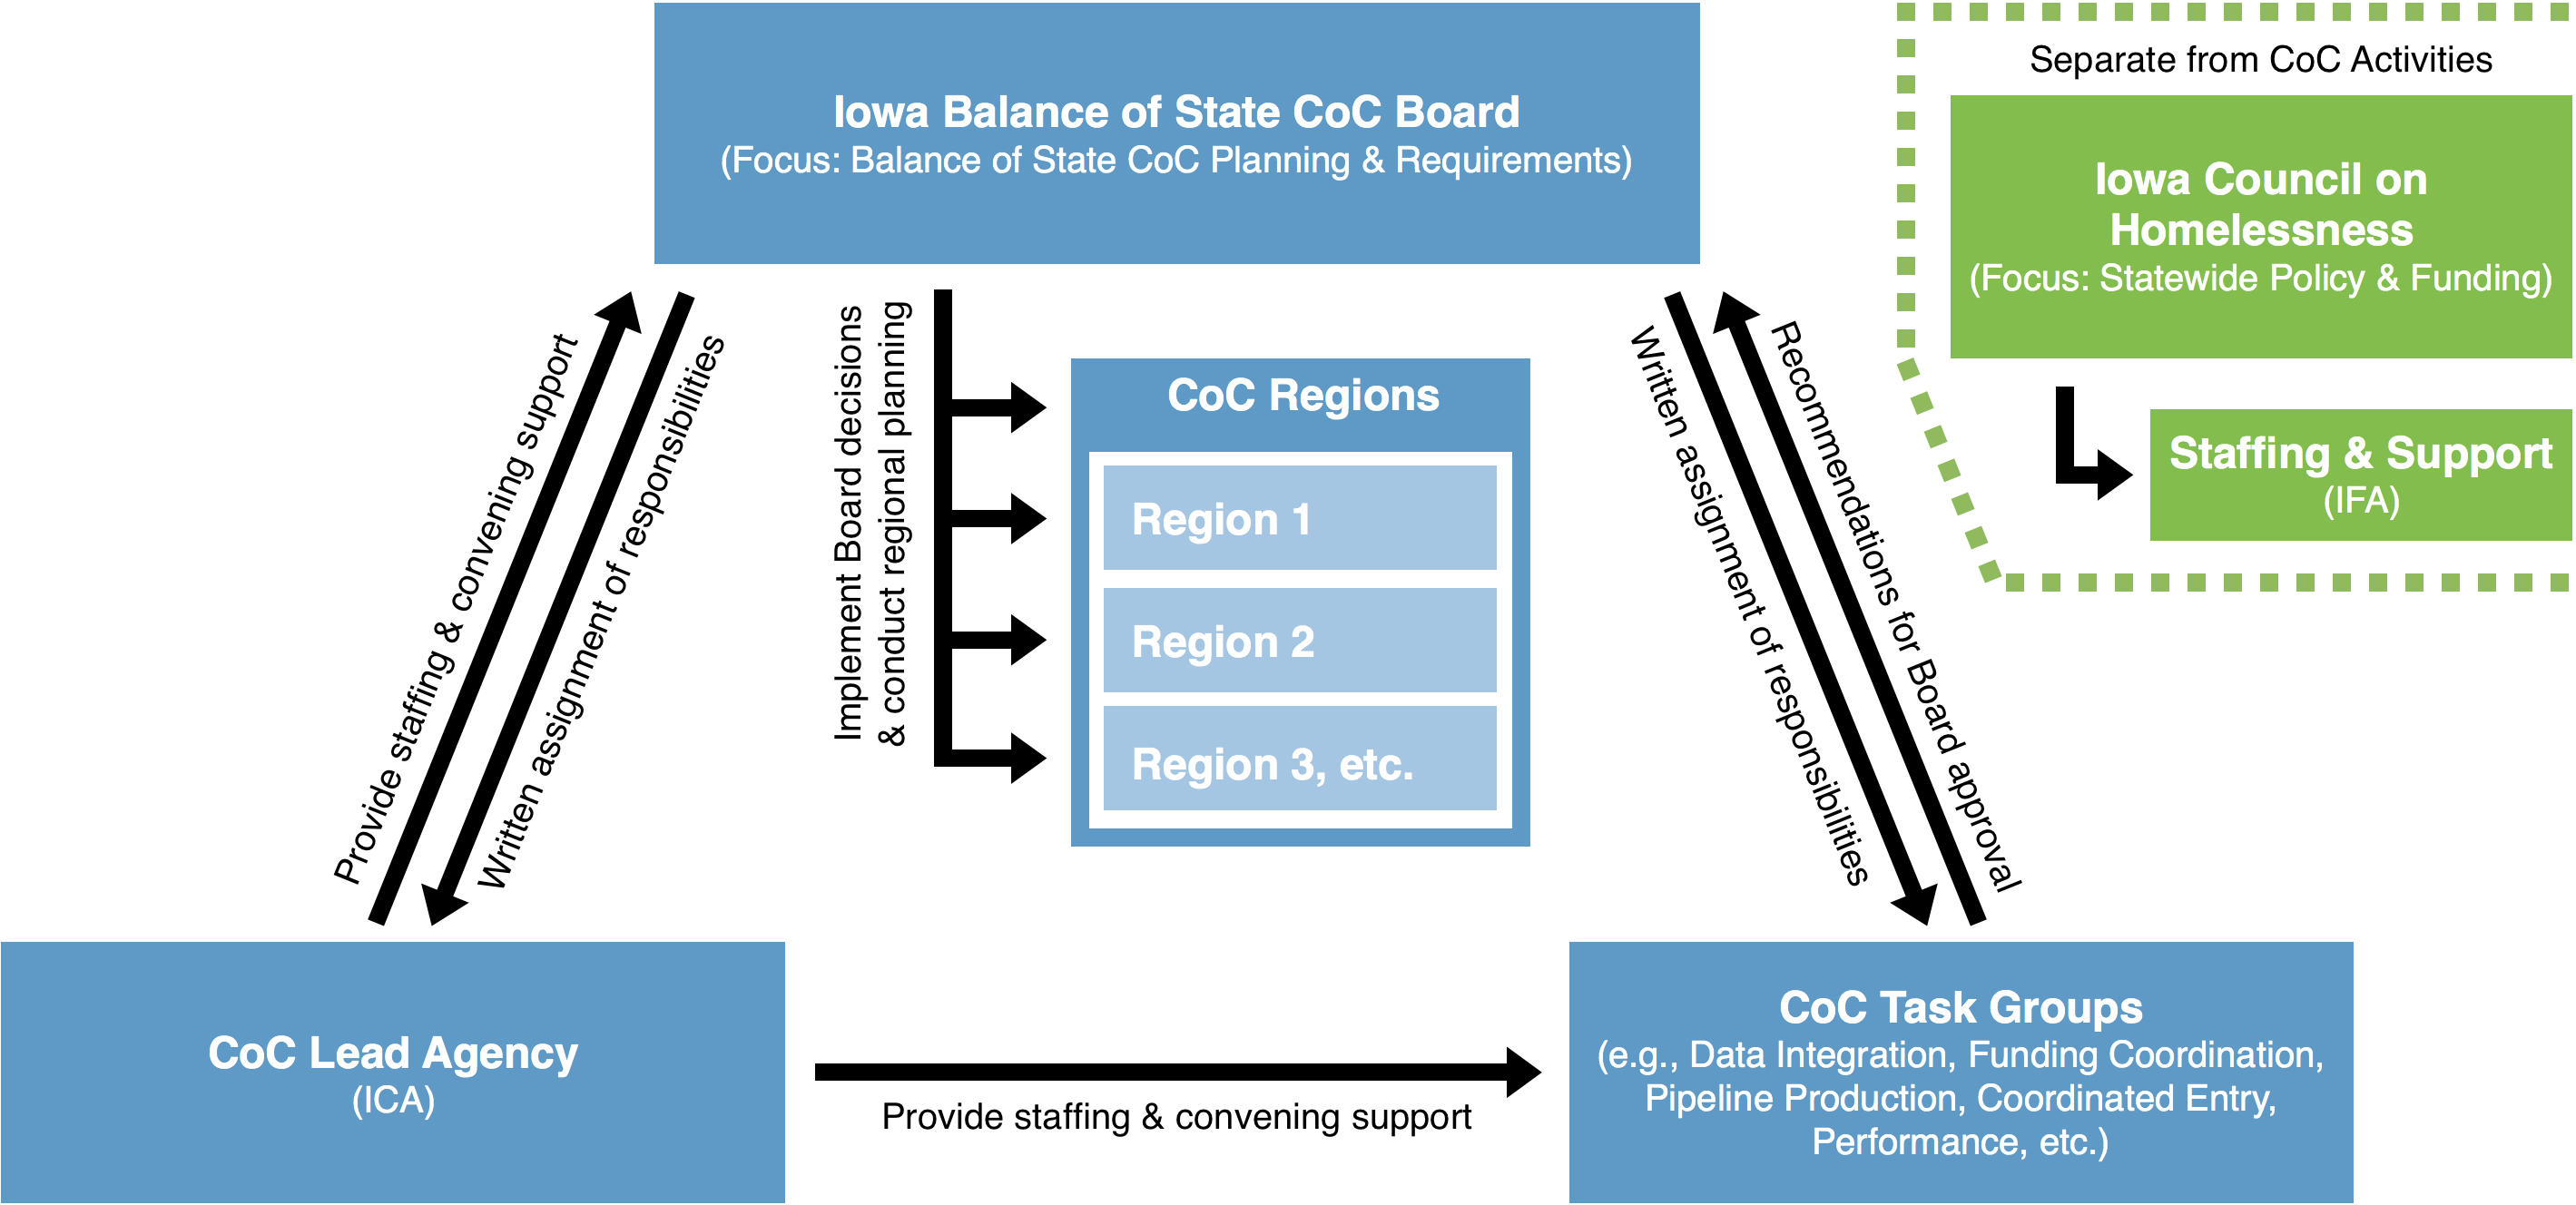 Iowa Balance of State CoC Board
(Focus: Balance of State CoC Planning & Requirements)
Separate from CoC Activities
Iowa Council on
Homelessness
(Focus: Statewide Policy & Funding)
Staffing & Support
(IFA)
Provide staffing & convening support
Written assignment of responsibilities
Implement Board decisions
& conduct regional planning
CoC Regions
Region 1
Region 2
Region 3, etc.
Written assignment of responsibilities
Recommendations for Board approval
CoC Lead Agency
(ICA)
Provide staffing & convening support
CoC Task Groups
(e.g., Data Integration, Funding Coordination,
Pipeline Production, Coordinated Entry,
Performance, etc.)